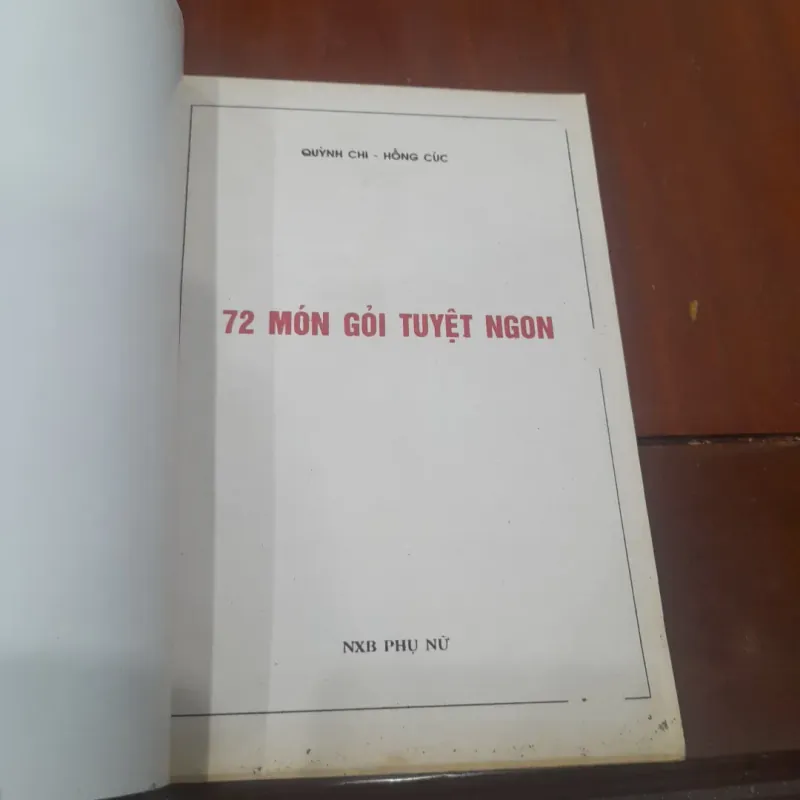 QUỲNH CHI - HỒNG CÚC
72 MÓN GỎI TUYỆT NGON
NXB PHỤ NỮ